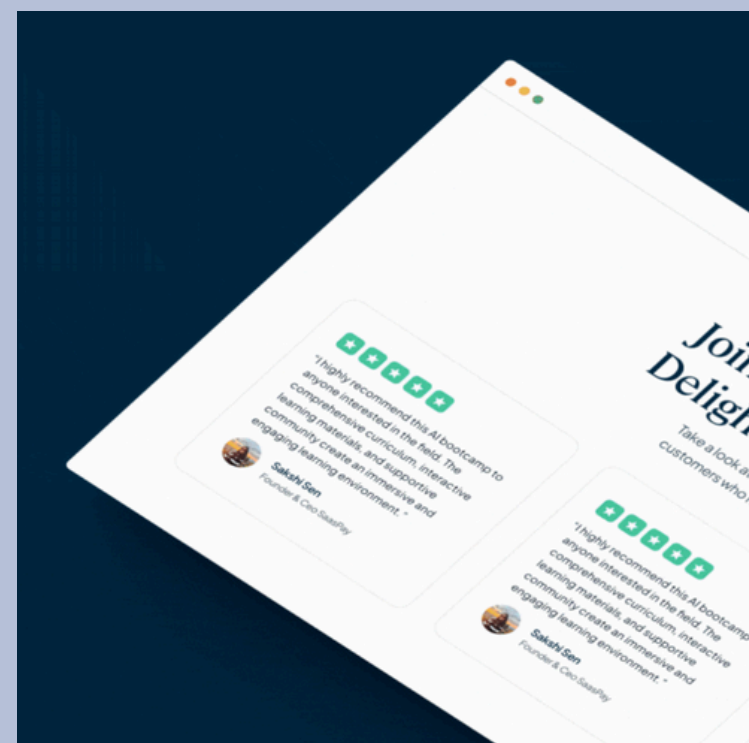 Join
Deligh
Take a look a
customers who
"I highly recommend this AI bootcamp to
anyone interested in the field. The
comprehensive curriculum, interactive
learning materials, and supportive
community create an immersive and
engaging learning environment. "
Sakshi Sen
Founder & Ceo SaasPay
"I highly recommend this AI bootcamp
anyone interested in the field. The
comprehensive curriculum, interactive
learning materials, and supportive
community create an immersive and
engaging learning environment. "
Sakshi Sen
Founder & Ceo SaasPay